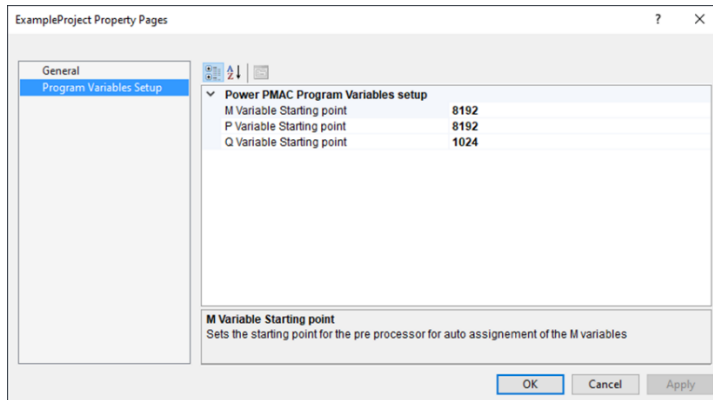 ExampleProject Property Pages
General
Program Variables Setup
Power PMAC Program Variables setup
M Variable Starting point 8192
P Variable Starting point 8192
Q Variable Starting point 1024
M Variable Starting point
Sets the starting point for the pre processor for auto assignement of the M variables
OK Cancel Apply